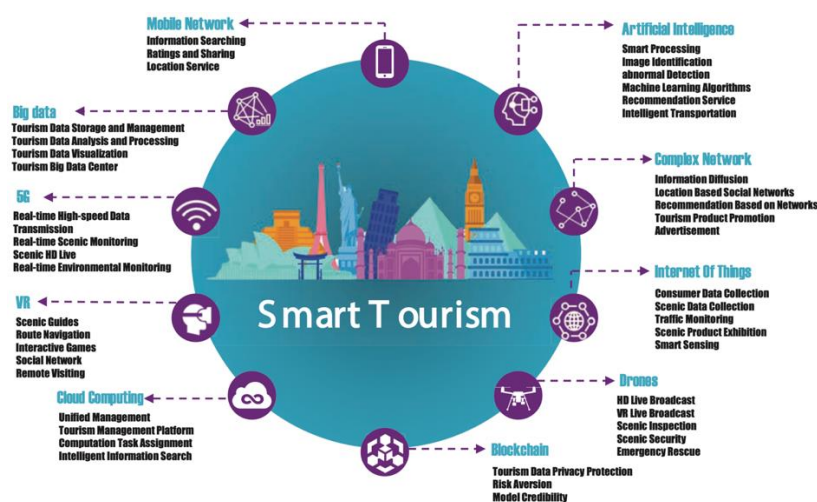 Mobile Network
Information Searching
Ratings and Sharing
Location Service
Artificial Intelligence
Smart Processing
Image Identification
abnormal Detection
Machine Learning Algorithms
Recommendation Service
Intelligent Transportation
Big data
Tourism Data Storage and Management
Tourism Data Analysis and Processing
Tourism Data Visualization
Tourism Big Data Center
Complex Network
Information Diffusion
Location Based Social Networks
Recommendation Based on Networks
Tourism Product Promotion
Advertisement
5G
Real-time High-speed Data
Transmission
Real-time Scenic Monitoring
Scenic HD Live
Real-time Environmental Monitoring
Internet Of Things
Consumer Data Collection
Scenic Data Collection
Traffic Monitoring
Scenic Product Exhibition
Smart Sensing
VR
Scenic Guides
Route Navigation
Interactive Games
Social Network
Remote Visiting
Smart Tourism
Drones
HD Live Broadcast
VR Live Broadcast
Scenic Inspection
Scenic Security
Emergency Rescue
Cloud Computing
Unified Management
Tourism Management Platform
Computation Task Assignment
Intelligent Information Search
Blockchain
Tourism Data Privacy Protection
Risk Aversion
Model Credibility